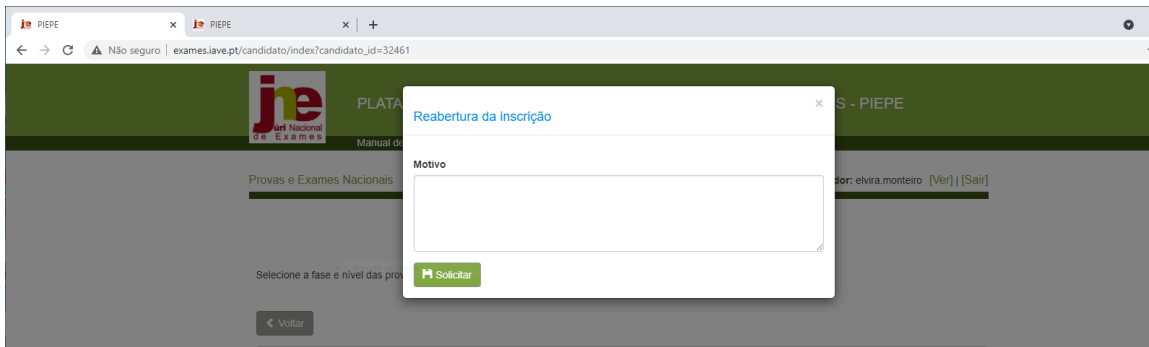 PIEPE
PIEPE
Não seguro | exames.iave.pt/candidato/index?candidato_id=32461
jne
Júri Nacional
de Exames
PLATA
S - PIEPE
Manual de
Reabertura da inscrição
×
Motivo
Solicitar
Provas e Exames Nacionais
dor: elvira.monteiro [Ver] | [Sair]
Selecione a fase e nível das prov
Voltar